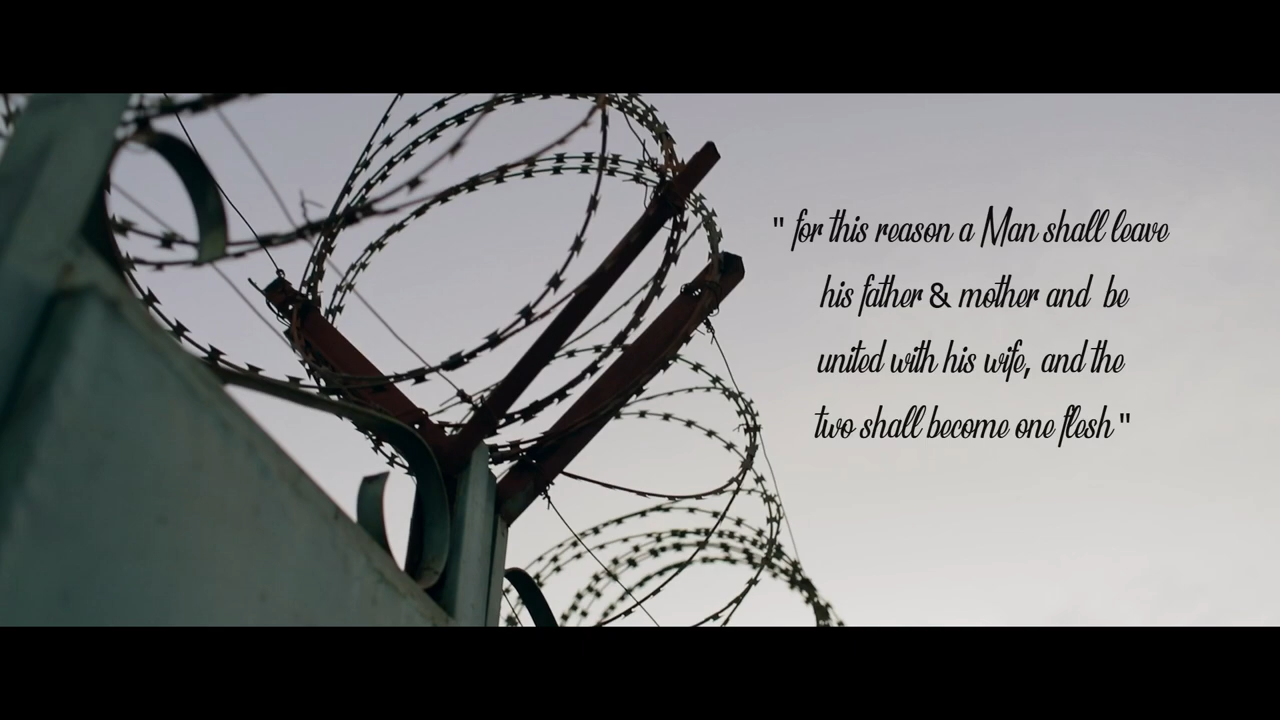 " for this reason a Man shall leave
his father & mother and be
united with his wife, and the
two shall become one flesh "